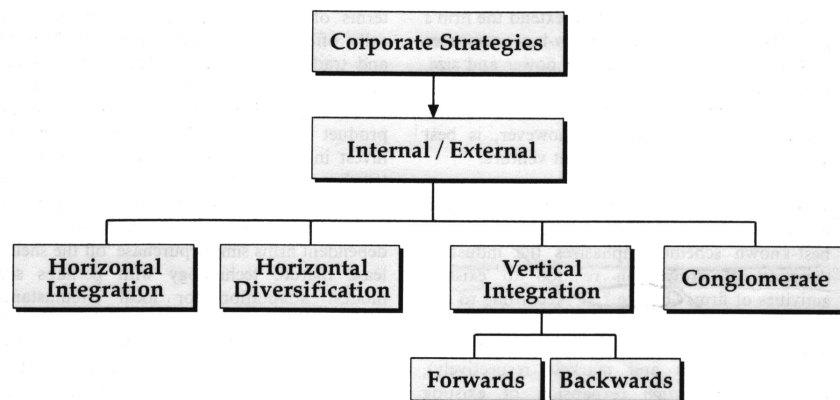 Corporate Strategies
Internal / External
Horizontal
Integration
Horizontal
Diversification
Vertical
Integration
Conglomerate
Forwards
Backwards